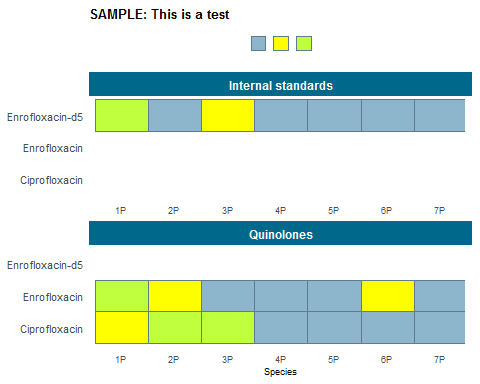 SAMPLE: This is a test
Internal standards
Enrofloxacin-d5
Enrofloxacin
Ciprofloxacin
1P 2P 3P 4P 5P 6P 7P
Quinolones
Enrofloxacin-d5
Enrofloxacin
Ciprofloxacin
1P 2P 3P 4P 5P 6P 7P
Species